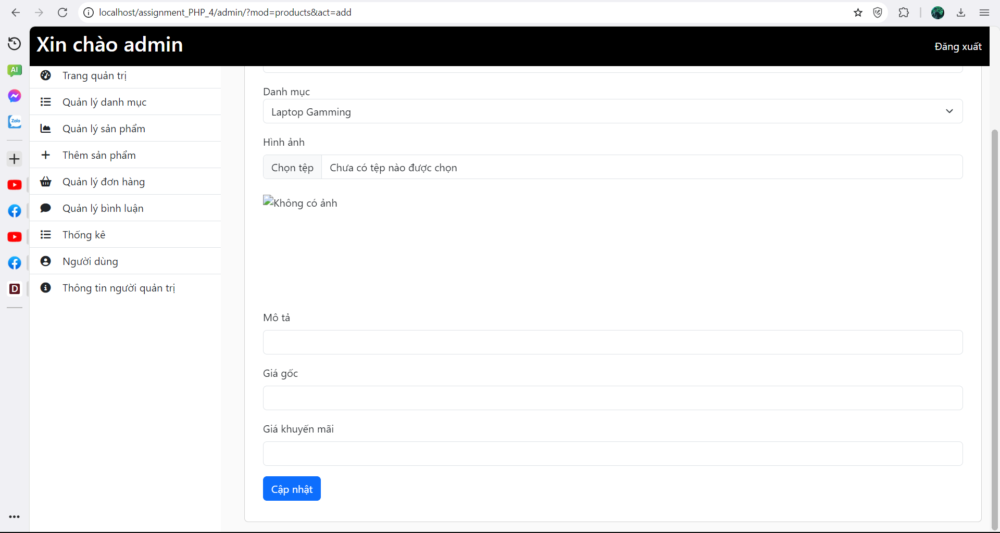 localhost/assignment_PHP_4/admin/?mod=products&act=add
AI
Zalo
D
Xin chào admin
Đăng xuất
Trang quản trị
Quản lý danh mục
Quản lý sản phẩm
Thêm sản phẩm
Quản lý đơn hàng
Quản lý bình luận
Thống kê
Người dùng
Thông tin người quản trị
Danh mục
Laptop Gamming
Hình ảnh
Chọn tệp Chưa có tệp nào được chọn
Không có ảnh
Mô tả
Giá gốc
Giá khuyến mãi
Cập nhật